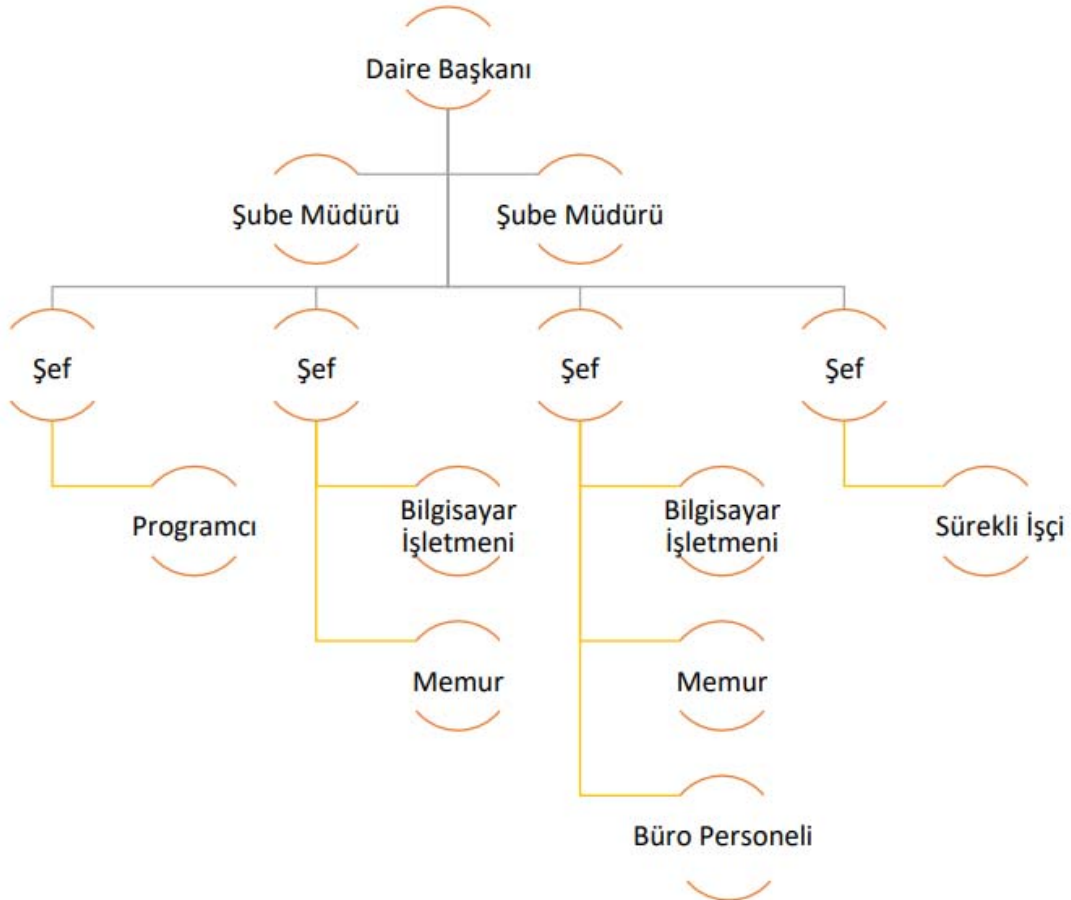 Daire Başkanı
Şube Müdürü
Şube Müdürü
Şef
Şef
Şef
Şef
Programcı
Bilgisayar
İşletmeni
Bilgisayar
İşletmeni
Sürekli İşçi
Memur
Memur
Büro Personeli